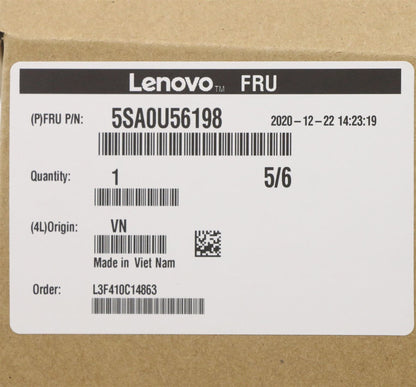 Lenovo™ FRU
(P)FRU P/N: 5SA0U56198 2020-12-22 14:23:19
Quantity: 1 5/6
(4L)Origin: VN
Made in Viet Nam
Order: L3F410C14863